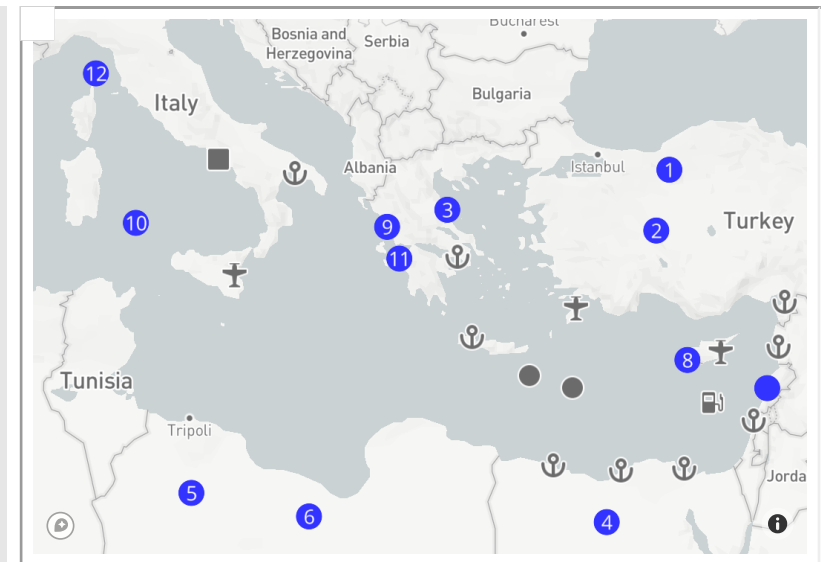 Bucharest
Bosnia and
Herzegovina
Serbia
12
Italy
Bulgaria
Albania
Istanbul
1
10
9
3
2
Turkey
11
8
Tunisia
Tripoli
Jorda
5
6
4